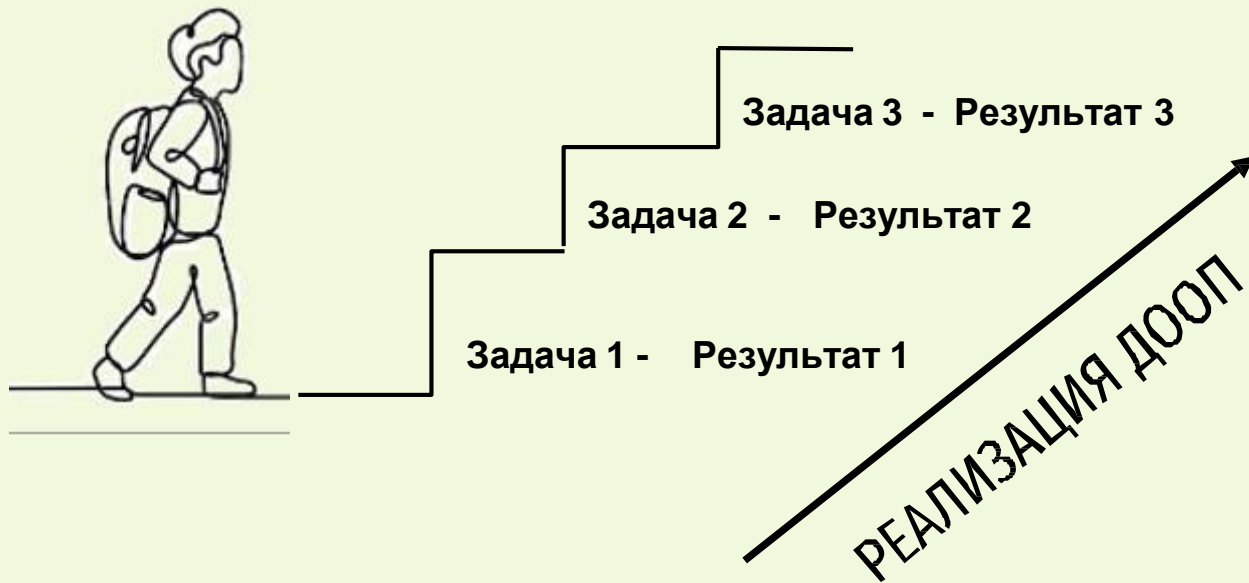 Задача 3 - Результат 3
Задача 2 - Результат 2
Задача 1 - Результат 1
РЕАЛИЗАЦИЯ ДООП